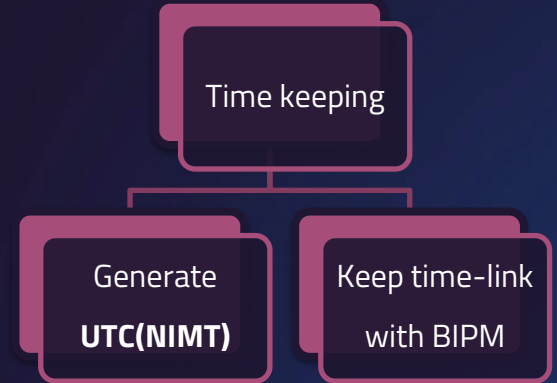 Time keeping
Generate
UTC(NIMT)
Keep time-link
with BIPM